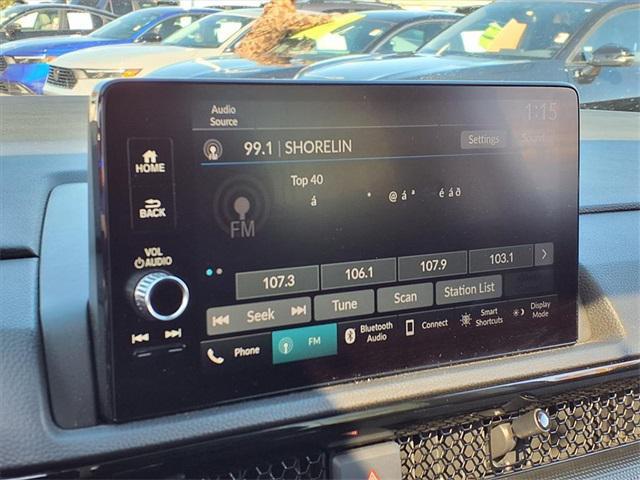 Audio
Source
1:15
99.1 | SHORELIN
Settings
Sound
HOME
Top 40
á * @ á ª é á ð
BACK
FM
VOL
AUDIO
107.3 106.1 107.9 103.1
Seek Tune Scan Station List
Phone FM Bluetooth
Audio Connect Smart
Shortcuts Display
Mode